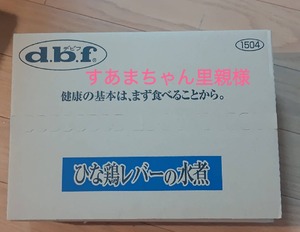 デビフ
d.b.f®
1504
すあまちゃん里親様
健康の基本は、まず食べることから。
ひな鶏レバーの水煮